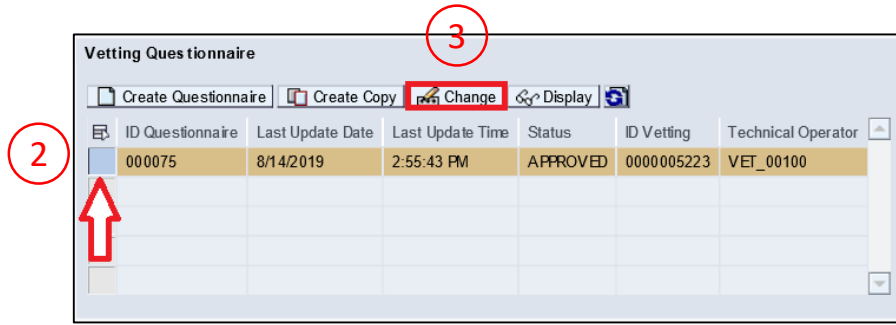 3
Vetting Questionnaire
Create Questionnaire Create Copy Change Display
ID Questionnaire Last Update Date Last Update Time Status ID Vetting Technical Operator
2
000075 8/14/2019 2:55:43 PM APPROVED 0000005223 VET_00100